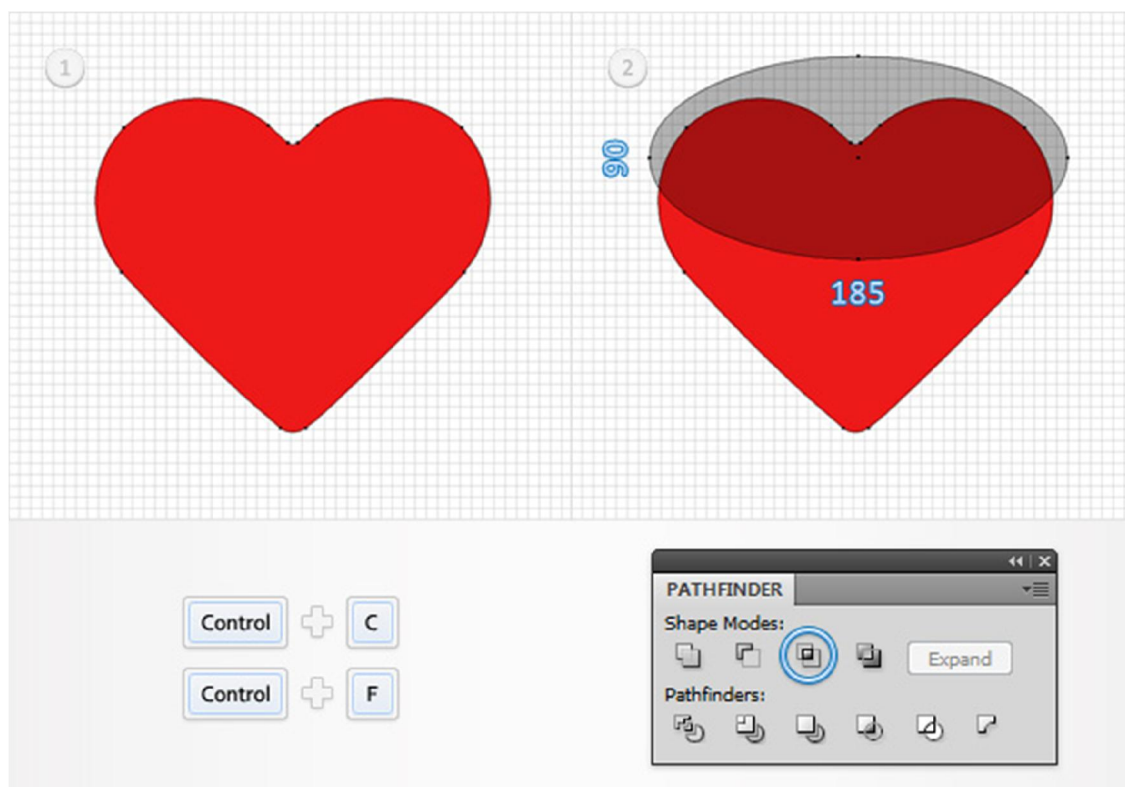 1
2
90
185
Control + C
Control + F
PATHFINDER
Shape Modes:
Expand
Pathfinders: